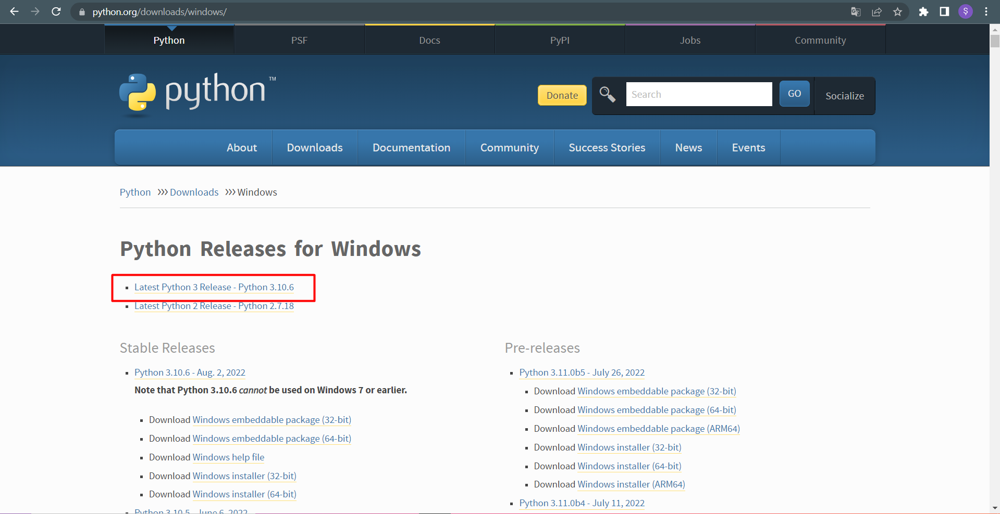 python.org/downloads/windows/
S
Python PSF Docs PyPI Jobs Community
python™
Donate Search GO Socialize
About Downloads Documentation Community Success Stories News Events
Python >>> Downloads >>> Windows
Python Releases for Windows
Latest Python 3 Release - Python 3.10.6
Latest Python 2 Release - Python 2.7.18
Stable Releases
Python 3.10.6 - Aug. 2, 2022
Note that Python 3.10.6 cannot be used on Windows 7 or earlier.
Download Windows embeddable package (32-bit)
Download Windows embeddable package (64-bit)
Download Windows help file
Download Windows installer (32-bit)
Download Windows installer (64-bit)
Python 3.10.5 - June 6, 2022
Pre-releases
Python 3.11.0b5 - July 26, 2022
Download Windows embeddable package (32-bit)
Download Windows embeddable package (64-bit)
Download Windows embeddable package (ARM64)
Download Windows installer (32-bit)
Download Windows installer (64-bit)
Download Windows installer (ARM64)
Python 3.11.0b4 - July 11, 2022